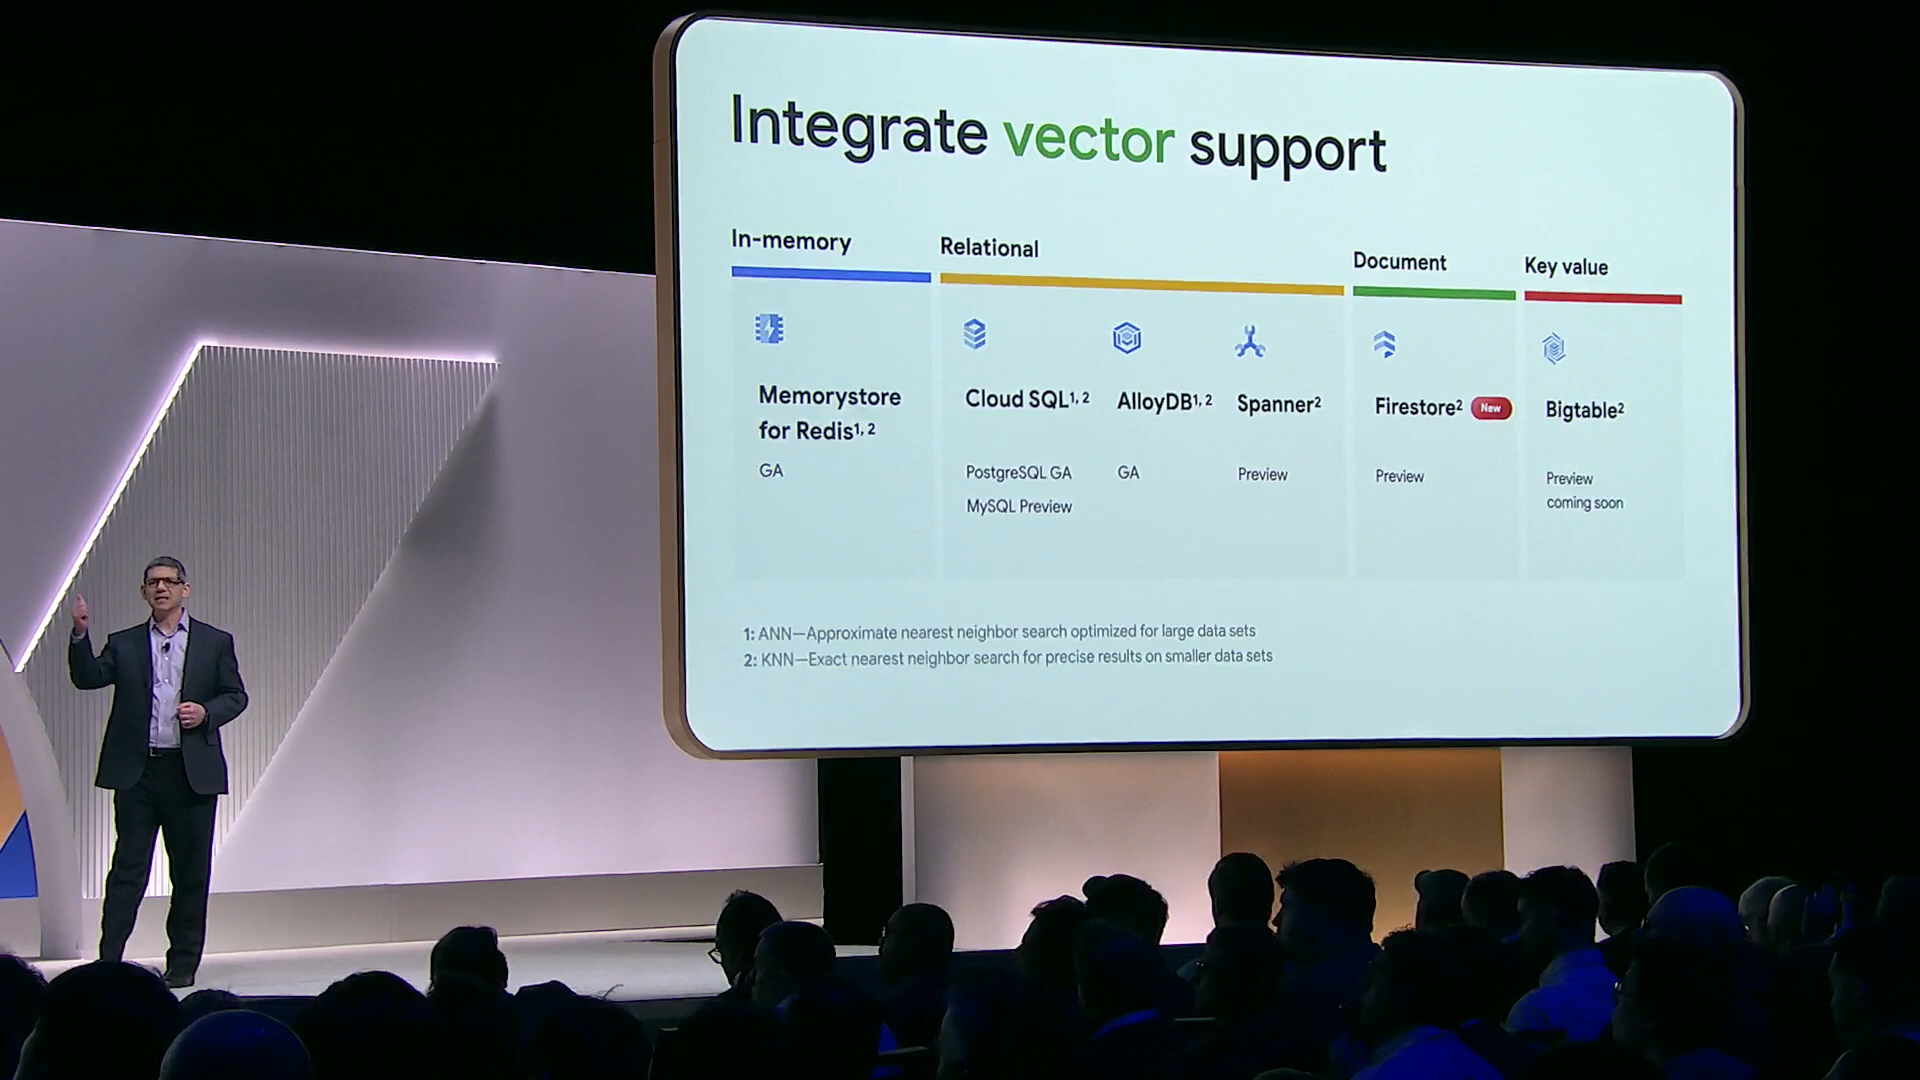 Integrate vector support
In-memory
Relational
Document
Key value
Memorystore
for Redis¹,²
GA
Cloud SQL¹,²
PostgreSQL GA
MySQL Preview
AlloyDB¹,²
GA
Spanner²
Preview
Firestore² New
Preview
Bigtable²
Preview
coming soon
1: ANN—Approximate nearest neighbor search optimized for large data sets
2: KNN—Exact nearest neighbor search for precise results on smaller data sets